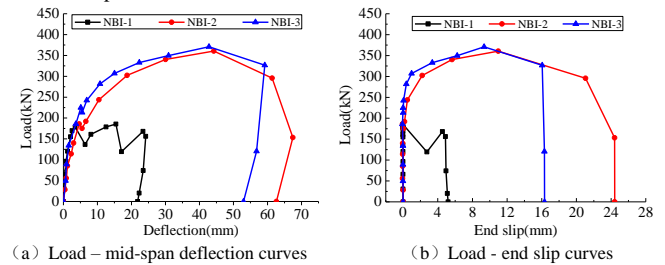 NBI-1 NBI-2 NBI-3
450
400
350
300
250
200
150
100
50
0
Load(kN)
0 10 20 30 40 50 60 70
Deflection(mm)
(a) Load – mid-span deflection curves
NBI-1 NBI-2 NBI-3
450
400
350
300
250
200
150
100
50
0
Load(kN)
0 4 8 12 16 20 24 28
End slip(mm)
(b) Load - end slip curves